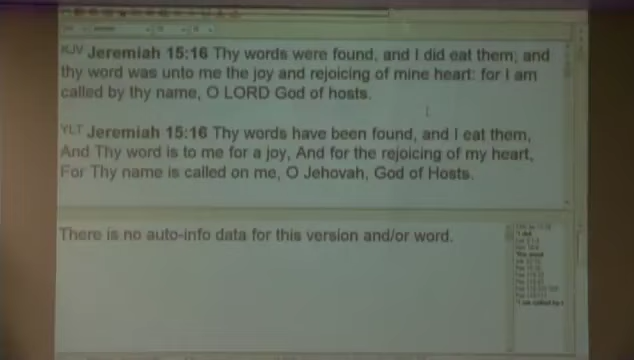 KJV Jeremiah 15:16 Thy words were found, and I did eat them; and
thy word was unto me the joy and rejoicing of mine heart: for I am
called by thy name, O LORD God of hosts.
YLT Jeremiah 15:16 Thy words have been found, and I eat them,
And Thy word is to me for a joy, And for the rejoicing of my heart,
For Thy name is called on me, O Jehovah, God of Hosts.
There is no auto-info data for this version and/or word.